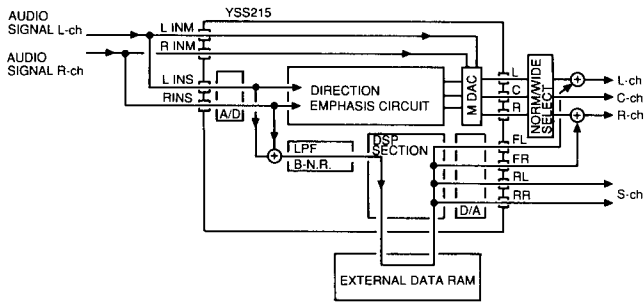 YSS215
AUDIO
SIGNAL L-ch
AUDIO
SIGNAL R-ch
L INM
R INM
L INS
RINS
A/D
DIRECTION
EMPHASIS CIRCUIT
M DAC
L
C
R
NORM/WIDE
SELECT
L-ch
C-ch
R-ch
LPF
B-N.R.
DSP
SECTION
D/A
FL
FR
RL
RR
S-ch
EXTERNAL DATA RAM